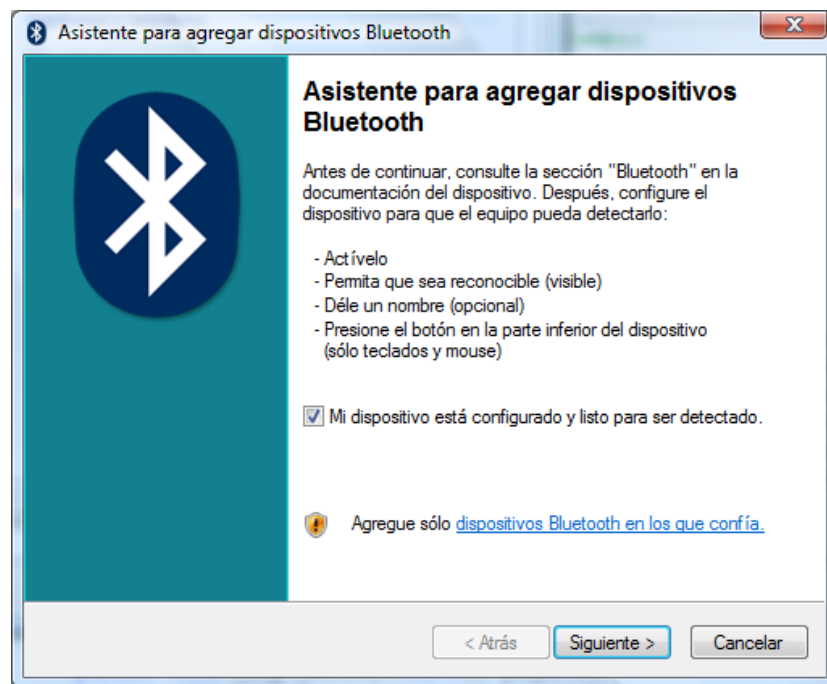 Asistente para agregar dispositivos Bluetooth
Asistente para agregar dispositivos
Bluetooth
Antes de continuar, consulte la sección "Bluetooth" en la
documentación del dispositivo. Después, configure el
dispositivo para que el equipo pueda detectarlo:
- Actívelo
- Permita que sea reconocible (visible)
- Déle un nombre (opcional)
- Presione el botón en la parte inferior del dispositivo
(sólo teclados y mouse)
Mi dispositivo está configurado y listo para ser detectado.
Agregue sólo dispositivos Bluetooth en los que confía.
< Atrás Siguiente > Cancelar